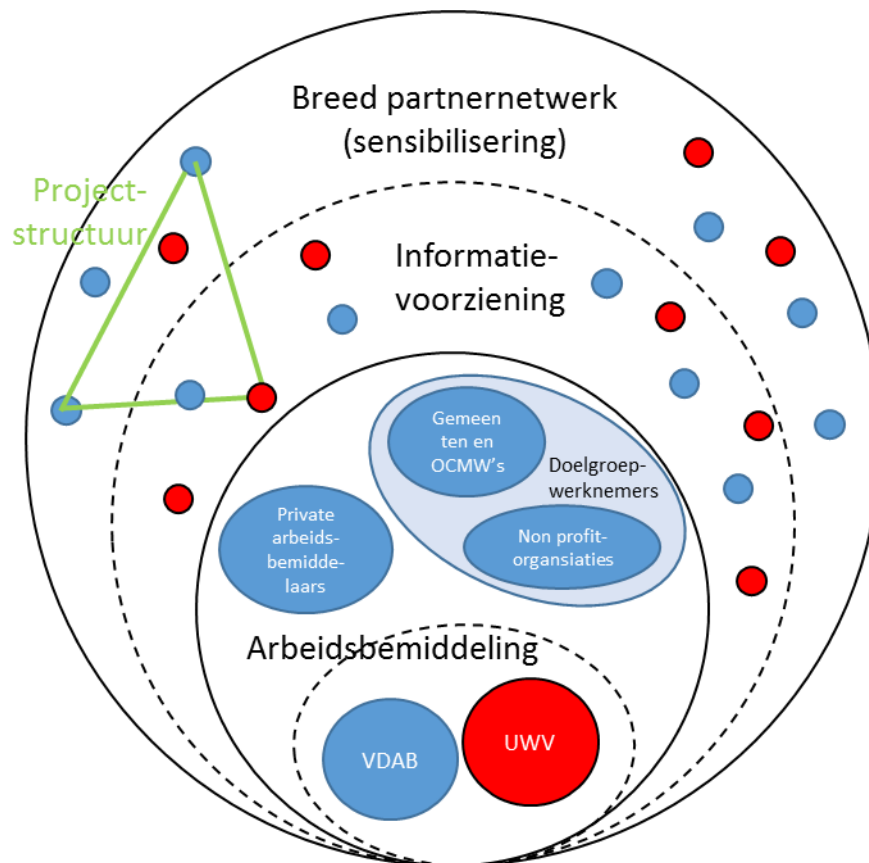 Breed partnernetwerk
(sensibilisering)
Project-
structuur
Informatie-
voorziening
Gemeen
ten en
OCMW's
Doelgroep-
werknemers
Private
arbeids-
bemidde-
laars
Non profit-
organsiaties
Arbeidsbemiddeling
VDAB
UWV